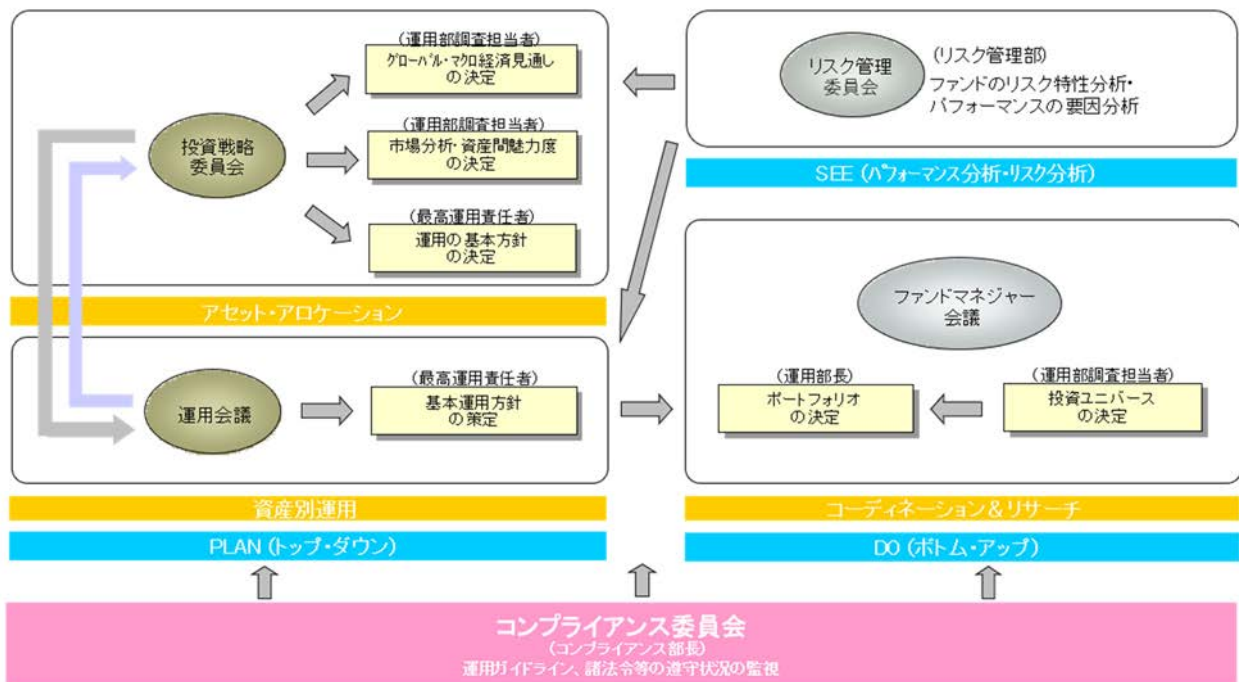 (運用部調査担当者)
グローバル・マクロ経済見通し
の決定
投資戦略
委員会
(運用部調査担当者)
市場分析・資産間魅力度
の決定
(最高運用責任者)
運用の基本方針
の決定
アセット・アロケーション
運用会議
(最高運用責任者)
基本運用方針
の策定
資産別運用
PLAN (トップ・ダウン)
リスク管理
委員会
(リスク管理部)
ファンドのリスク特性分析・
パフォーマンスの要因分析
SEE (パフォーマンス分析・リスク分析)
ファンドマネジャー
会議
(運用部長)
ポートフォリオ
の決定
(運用部調査担当者)
投資ユニバース
の決定
コーディネーション＆リサーチ
DO (ボトム・アップ)
コンプライアンス委員会
(コンプライアンス部長)
運用ガイドライン、諸法令等の遵守状況の監視